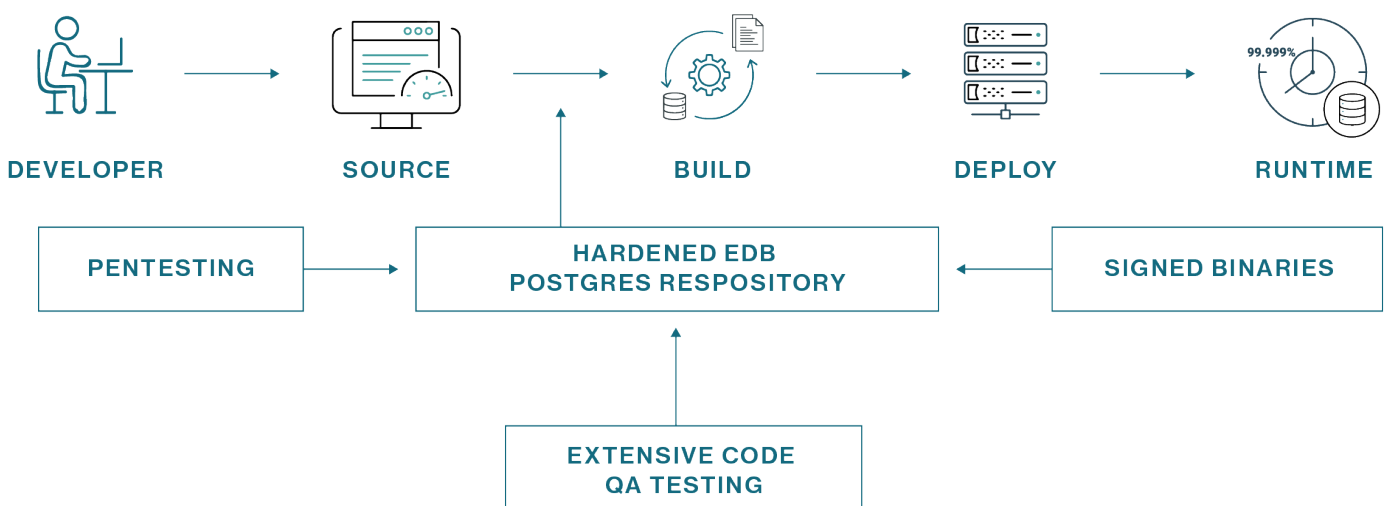 99.999%
DEVELOPER
SOURCE
BUILD
DEPLOY
RUNTIME
PENTESTING
HARDENED EDB
POSTGRES RESPOSITORY
SIGNED BINARIES
EXTENSIVE CODE
QA TESTING